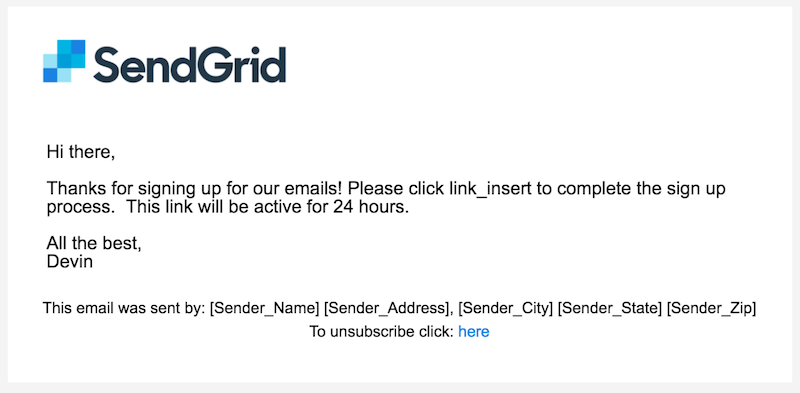 SendGrid
Hi there,
Thanks for signing up for our emails! Please click link_insert to complete the sign up
process.  This link will be active for 24 hours.
All the best,
Devin
This email was sent by: [Sender_Name] [Sender_Address], [Sender_City] [Sender_State] [Sender_Zip]
To unsubscribe click: here